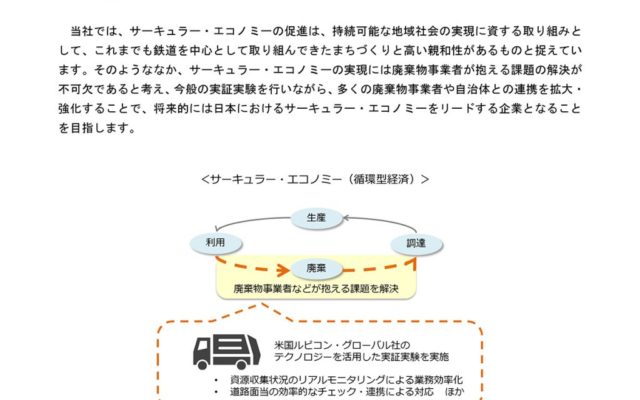 当社では、サーキュラー・エコノミーの促進は、持続可能な地域社会の実現に資する取り組みと
して、これまでも鉄道を中心として取り組んできたまちづくりと高い親和性があるものと捉えてい
ます。そのようななか、サーキュラー・エコノミーの実現には廃棄物事業者が抱える課題の解決が
不可欠であると考え、今般の実証実験を行いながら、多くの廃棄物事業者や自治体との連携を拡大・
強化することで、将来的には日本におけるサーキュラー・エコノミーをリードする企業となること
を目指します。
＜サーキュラー・エコノミー（循環型経済）＞
生産
利用
調達
廃棄
廃棄物事業者などが抱える課題を解決
米国ルビコン・グローバル社の
テクノロジーを活用した実証実験を実施
• 資源収集状況のリアルモニタリングによる業務効率化
• 道路面当の効率的なチェック・連携による対応　ほか